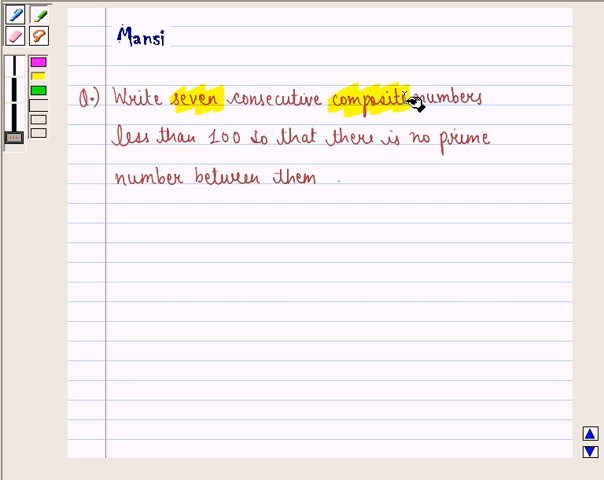 Mansi
Q.) Write seven consecutive composite numbers
less than 100 so that there is no prime
number between them .